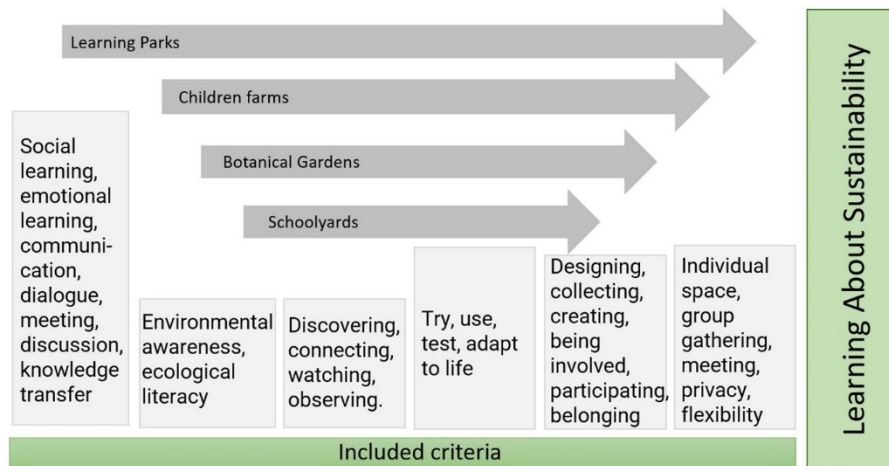 Learning Parks
Children farms
Botanical Gardens
Schoolyards
Social
learning,
emotional
learning,
communi-
cation,
dialogue,
meeting,
discussion,
knowledge
transfer
Environmental
awareness,
ecological
literacy
Discovering,
connecting,
watching,
observing.
Try, use,
test, adapt
to life
Designing,
collecting,
creating,
being
involved,
participating,
belonging
Individual
space,
group
gathering,
meeting,
privacy,
flexibility
Included criteria
Learning About Sustainability